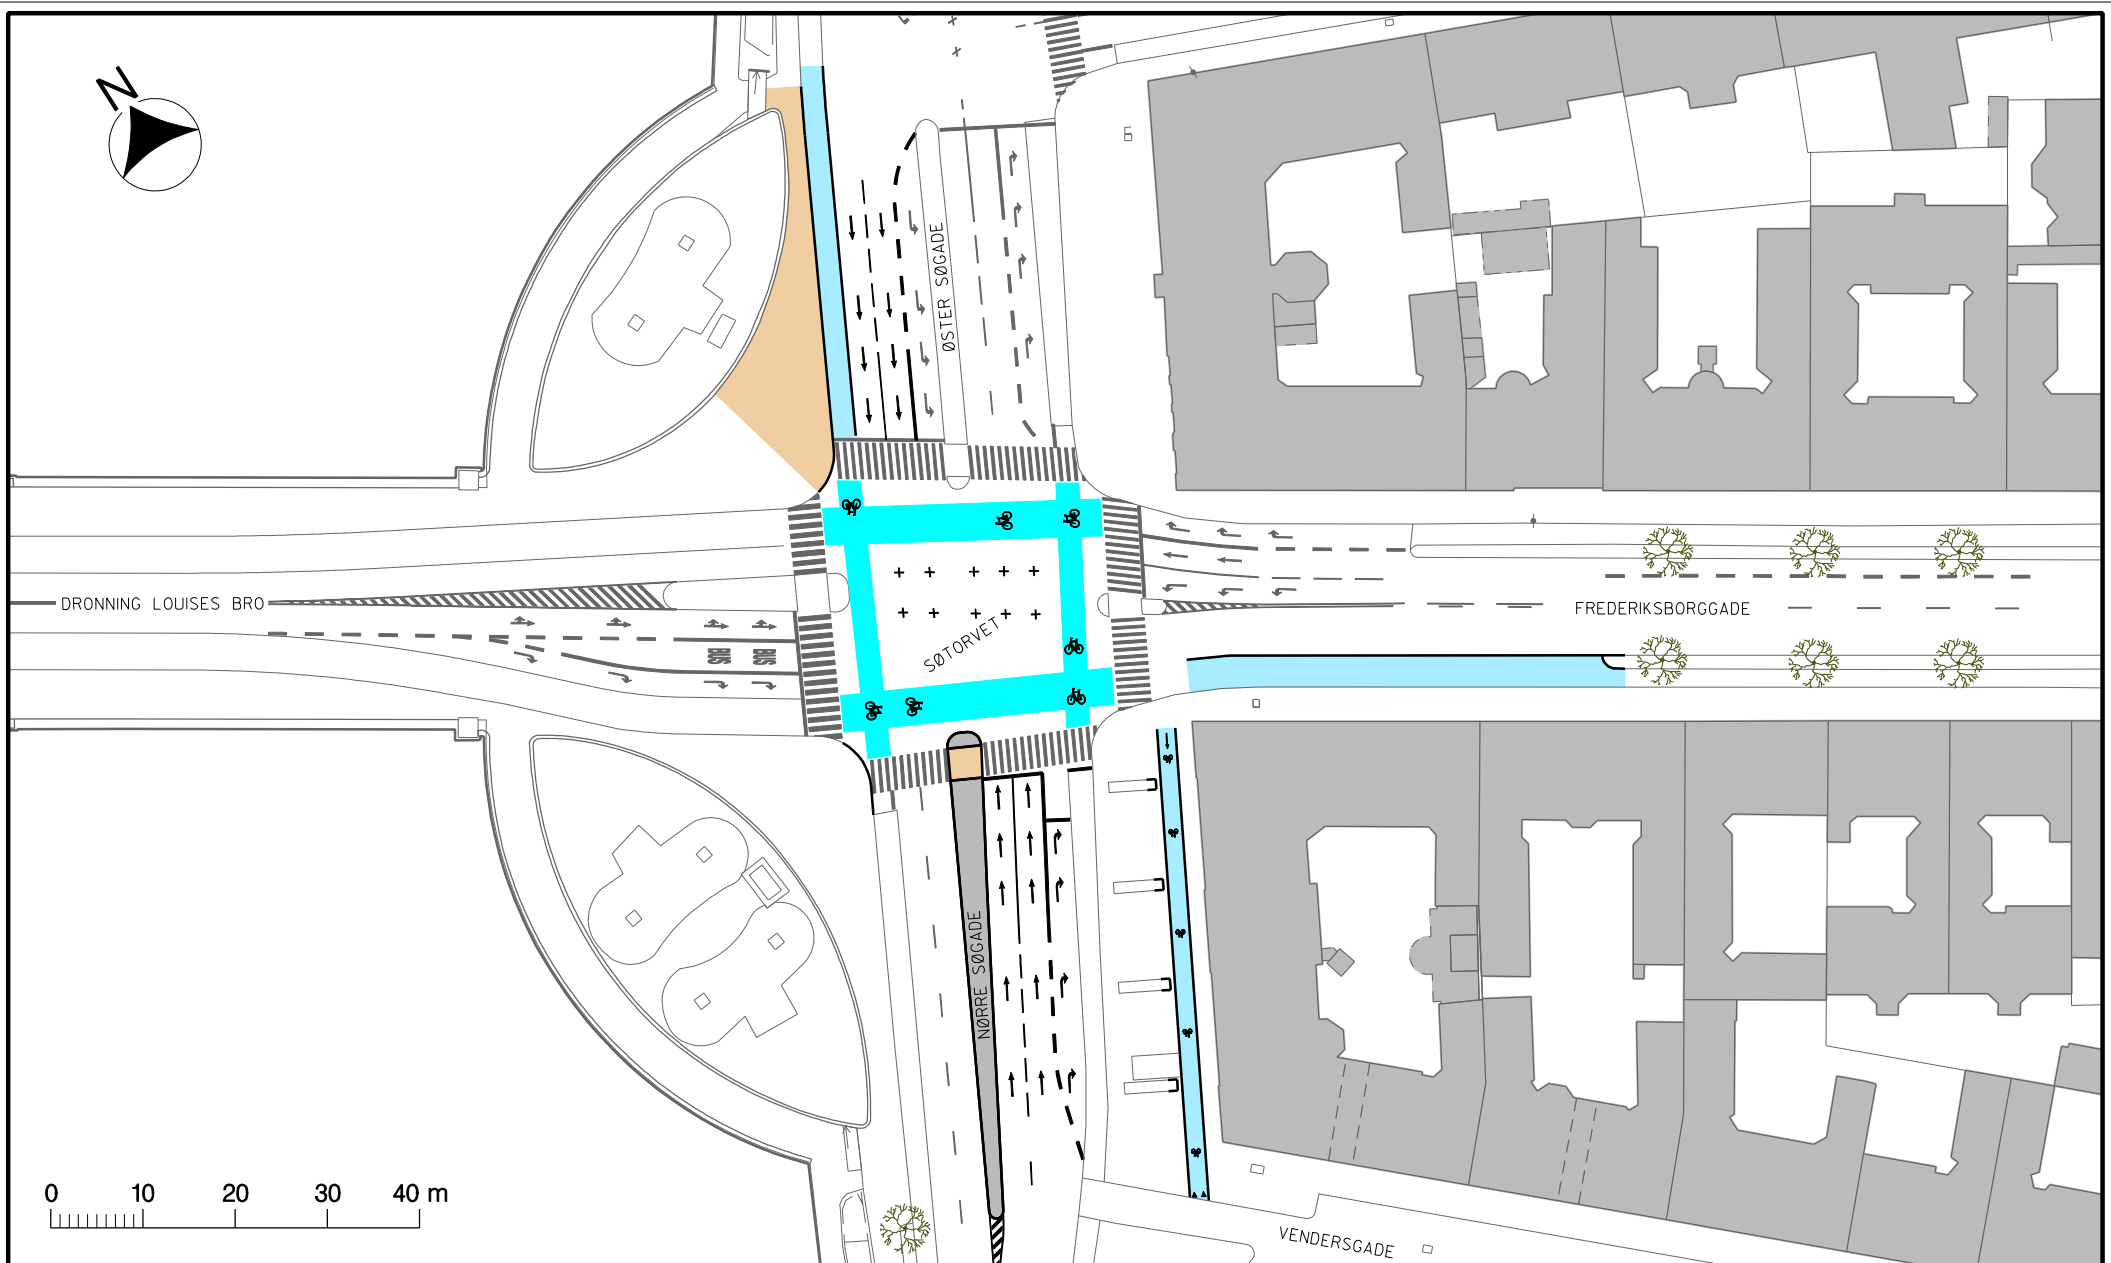 N
ØSTER SØGADE
DRONNING LOUISES BRO
FREDERIKSBORGGADE
SØTORVET
BUS
BUS
NØRRE SØGADE
0 10 20 30 40 m
VENDERSGADE